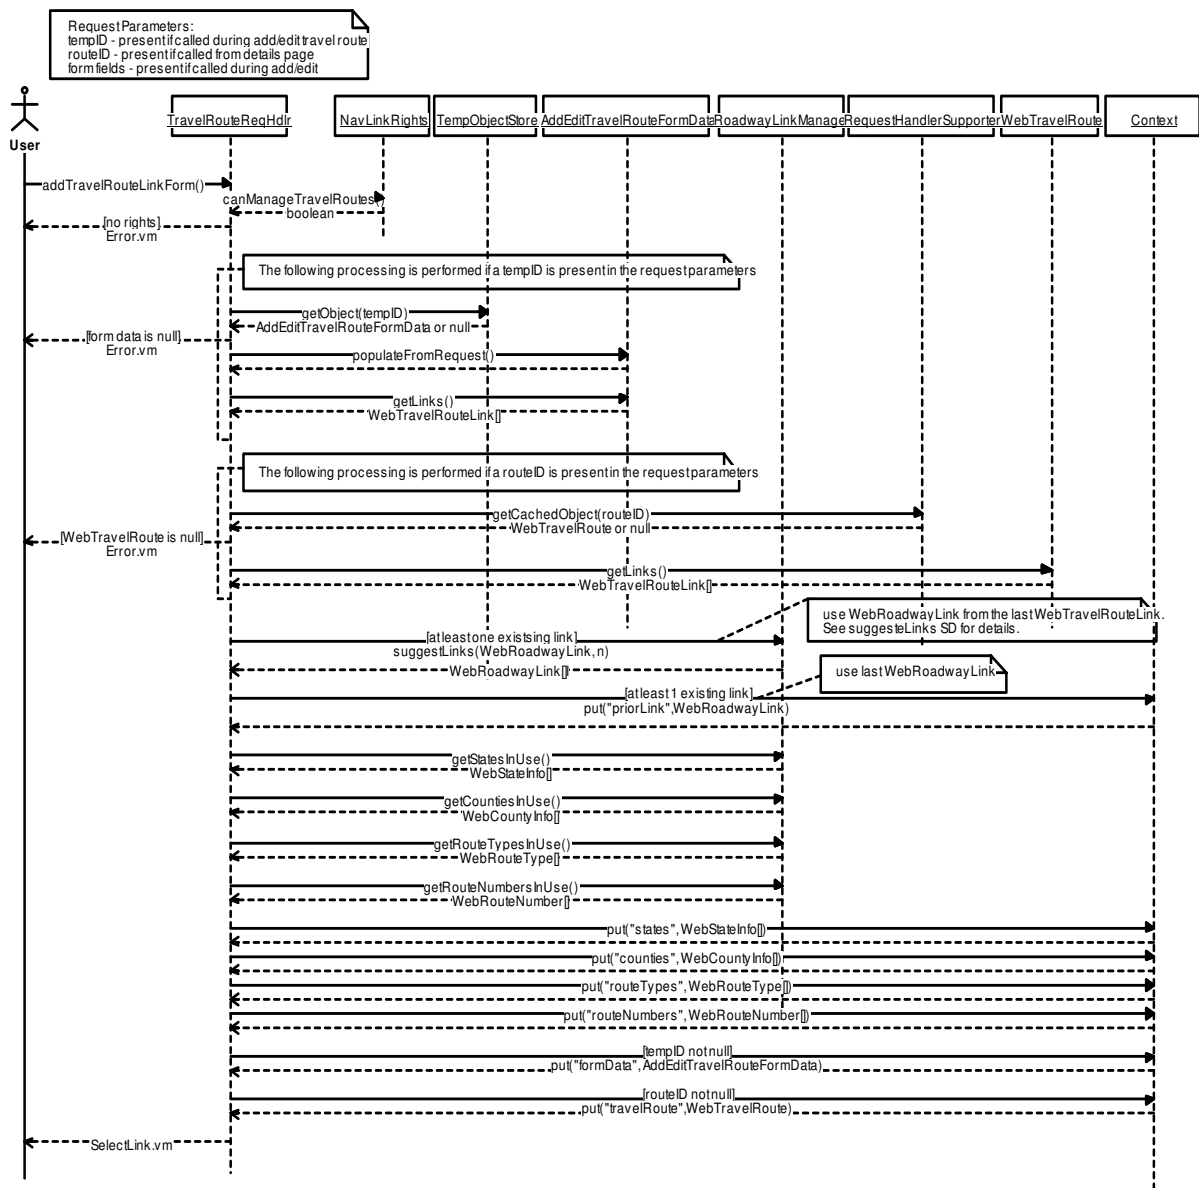 Request Parameters:
tempID - present if called during add/edit travel route
routeID - present if called from details page
form fields - present if called during add/edit
TravelRouteReqHdlr
NavLinkRights
TempObjectStore
AddEditTravelRouteFormData
RoadwayLinkManage
RequestHandlerSupporter
WebTravelRoute
Context
User
addTravelRouteLinkForm()
canManageTravelRoutes()
boolean
[no rights]
Error.vm
The following processing is performed if a tempID is present in the request parameters
getObject(tempID)
AddEditTravelRouteFormData or null
[form data is null]
Error.vm
populateFromRequest()
getLinks()
WebTravelRouteLink[]
The following processing is performed if a routeID is present in the request parameters
getCachedObject(routeID)
WebTravelRoute or null
[WebTravelRoute is null]
Error.vm
getLinks()
WebTravelRouteLink[]
use WebRoadwayLink from the last WebTravelRouteLink.
See suggesteLinks SD for details.
[at least one existsing link]
suggestLinks(WebRoadwayLink, n)
WebRoadwayLink[]
use last WebRoadwayLink
[at least 1 existing link]
put("priorLink",WebRoadwayLink)
getStatesInUse()
WebStateInfo[]
getCountiesInUse()
WebCountyInfo[]
getRouteTypesInUse()
WebRouteType[]
getRouteNumbersInUse()
WebRouteNumber[]
put("states", WebStateInfo[])
put("counties", WebCountyInfo[])
put("routeTypes", WebRouteType[])
put("routeNumbers", WebRouteNumber[])
[tempID not null]
put("formData", AddEditTravelRouteFormData)
[routeID not null]
put("travelRoute",WebTravelRoute)
SelectLink.vm